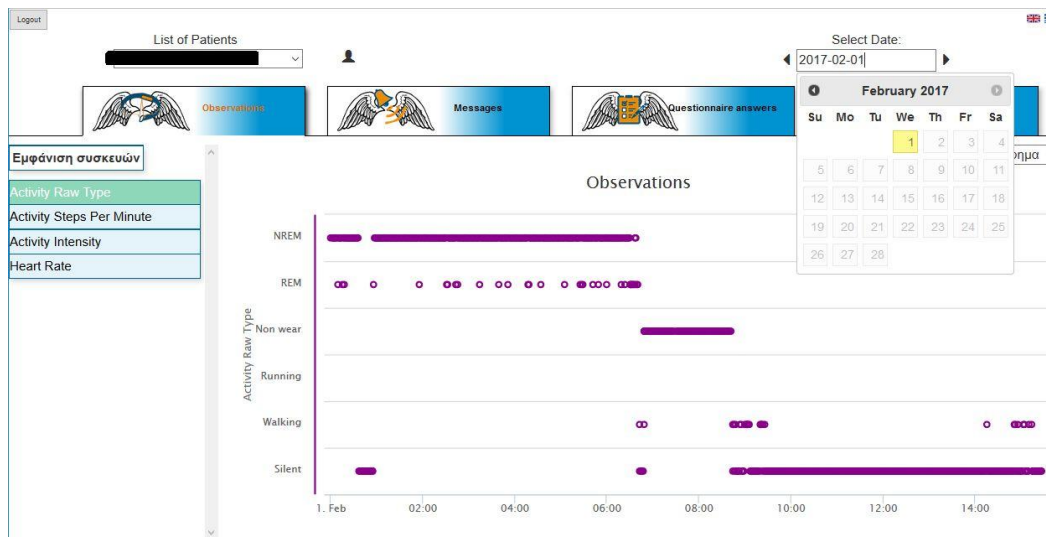 Logout
List of Patients
Select Date:
2017-02-01
Observations
Messages
Questionnaire answers
February 2017
Su Mo Tu We Th Fr Sa
1 2 3 4
5 6 7 8 9 10 11
12 13 14 15 16 17 18
19 20 21 22 23 24 25
26 27 28
Εμφάνιση συσκευών
Activity Raw Type
Activity Steps Per Minute
Activity Intensity
Heart Rate
Observations
Activity Raw Type
NREM
REM
Non wear
Running
Walking
Silent
1. Feb 02:00 04:00 06:00 08:00 10:00 12:00 14:00